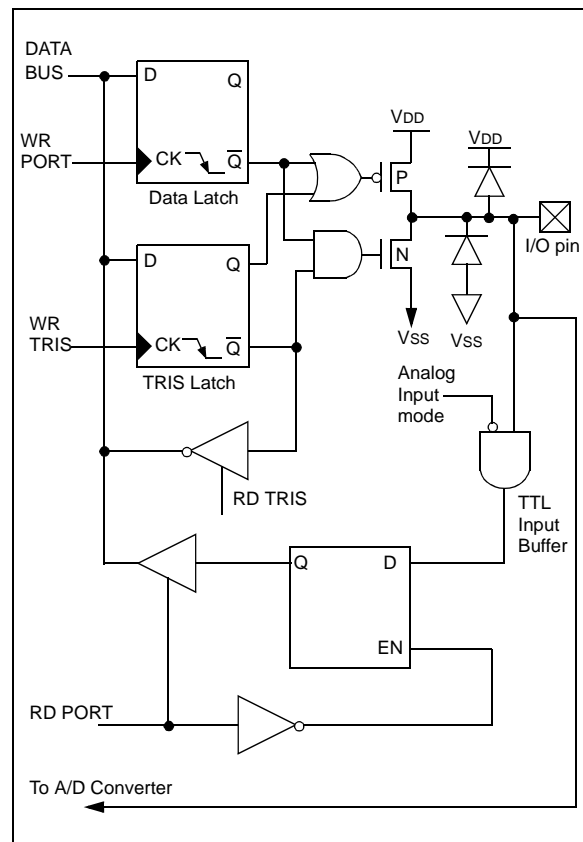 DATA
BUS
D
Q
WR
PORT
CK
Q̅
Data Latch
VDD
P
VDD
I/O pin
D
Q
N
WR
TRIS
CK
Q̅
TRIS Latch
VSS
VSS
Analog
Input
mode
RD TRIS
TTL
Input
Buffer
Q
D
EN
RD PORT
To A/D Converter